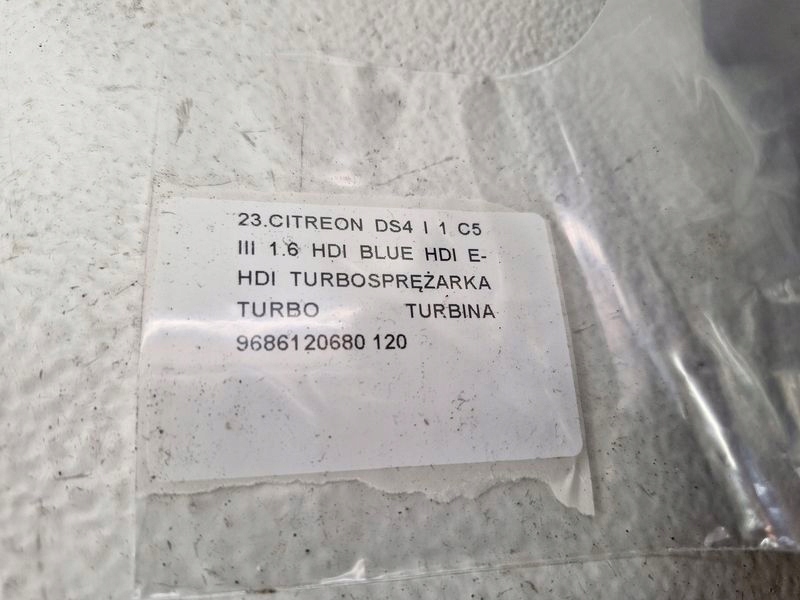 23.CITREON DS4 I 1 C5
III 1.6 HDI BLUE HDI E-
HDI TURBOSPRĘŻARKA
TURBO TURBINA
9686120680 120